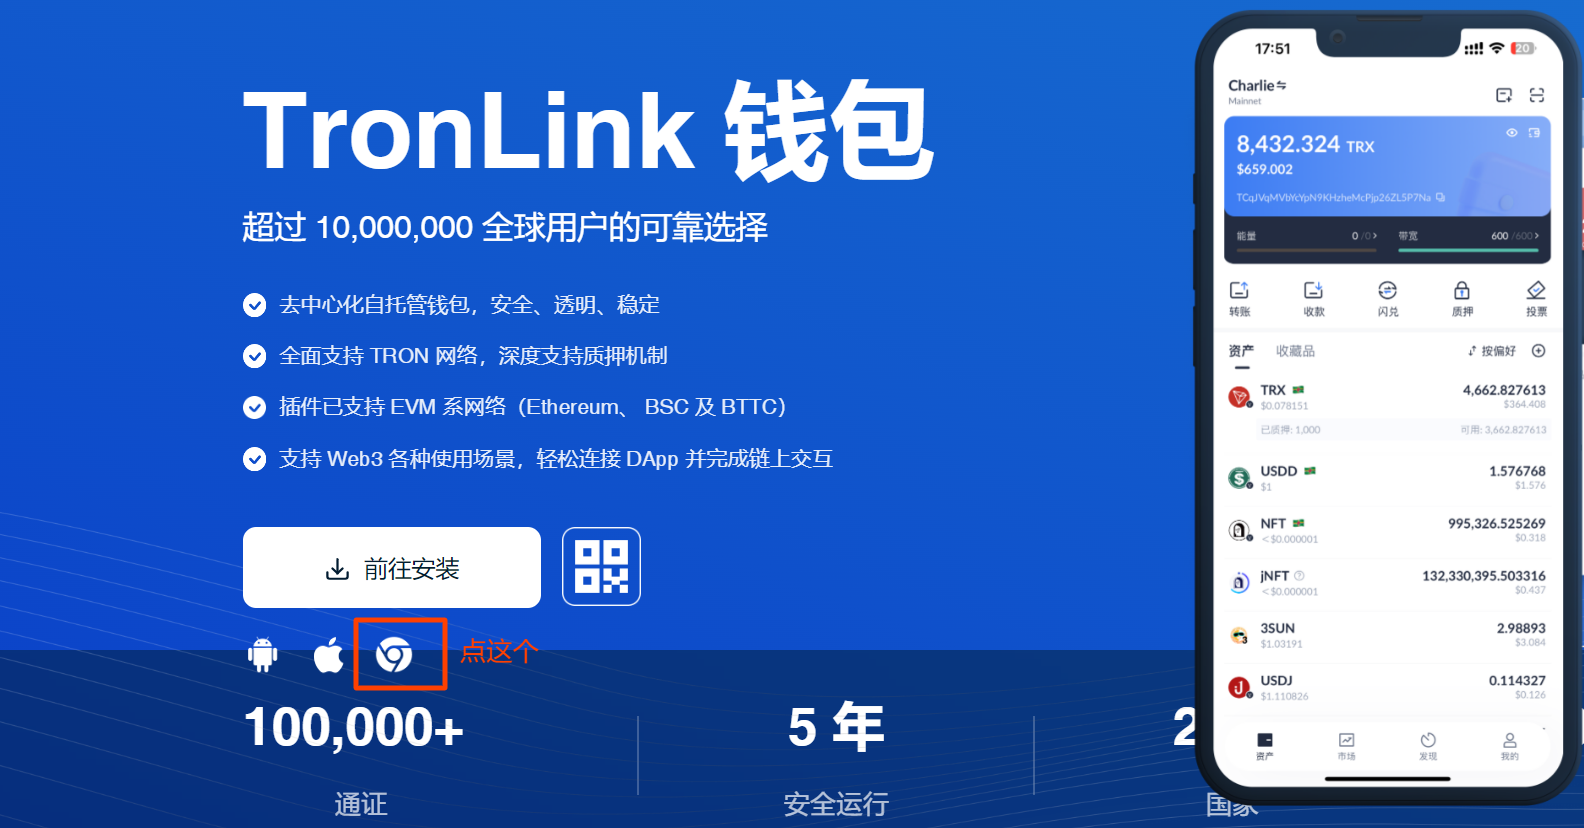 TronLink 钱包
超过 10,000,000 全球用户的可靠选择
去中心化自托管钱包，安全、透明、稳定
全面支持 TRON 网络，深度支持质押机制
插件已支持 EVM 系网络（Ethereum、 BSC 及 BTTC）
支持 Web3 各种使用场景，轻松连接 DApp 并完成链上交互
前往安装
点这个
100,000+
通证
5 年
安全运行
2
国家
17:51
20
Charlie
Mainnet
8,432.324 TRX
$659.002
TCqJVqMVbYcYpN9KHzheMcPjp26ZL5P7Na
能量 0 /0 带宽 600 /600
转账 收款 闪兑 质押 投票
资产 收藏品 按偏好
TRX 4,662.827613
$0.078151 $364.408
已质押: 1,000 可用: 3,662.827613
USDD 1.576768
$1 $1.576
NFT 995,326.525269
<$0.000001 $0.318
jNFT 132,330,395.503316
<$0.000001 $0.437
3SUN 2.98893
$1.03191 $3.084
USDJ 0.114327
$1.110826 $0.126
资产 市场 发现 我的